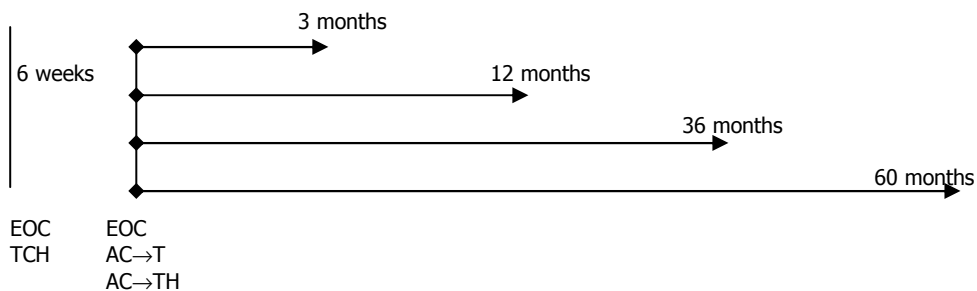 3 months
6 weeks
12 months
36 months
60 months
EOC EOC
TCH AC→T
AC→TH